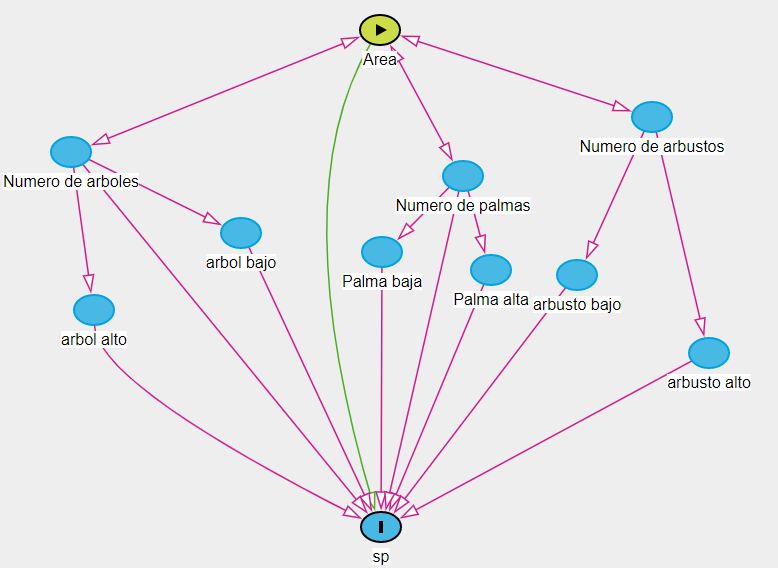 Area
Numero de arbustos
Numero de arboles
Numero de palmas
arbol bajo
Palma baja
Palma alta
arbusto bajo
arbol alto
arbusto alto
sp